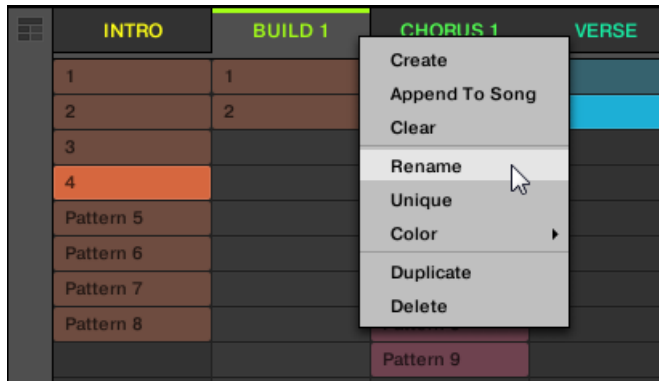 INTRO BUILD 1 CHORUS 1 VERSE
1 1
2 2
3
4
Pattern 5
Pattern 6
Pattern 7
Pattern 8
Create
Append To Song
Clear
Rename
Unique
Color
Duplicate
Delete
Pattern 9